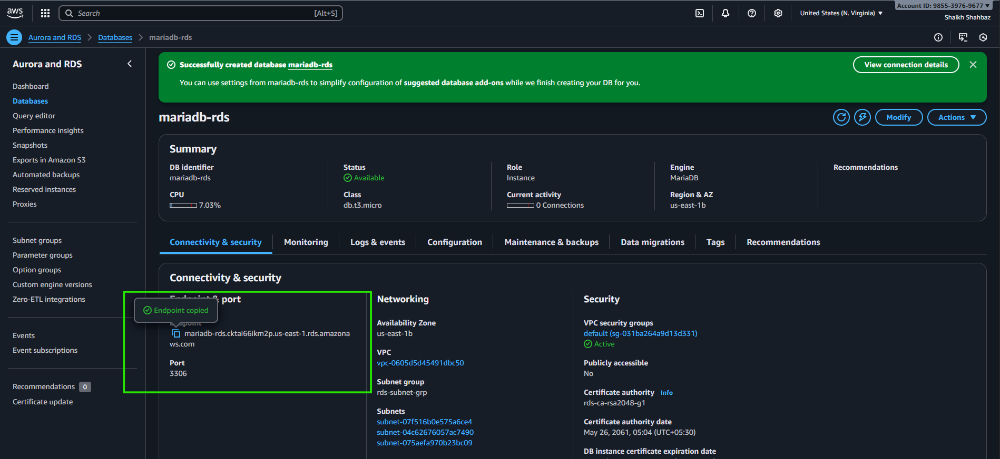 aws
Search
[Alt+S]
United States (N. Virginia)
Account ID: 9855-3976-9677
Shaikh Shahbaz
Aurora and RDS
Databases
mariadb-rds
Aurora and RDS
Dashboard
Databases
Query editor
Performance insights
Snapshots
Exports in Amazon S3
Automated backups
Reserved instances
Proxies
Subnet groups
Parameter groups
Option groups
Custom engine versions
Zero-ETL integrations
Events
Event subscriptions
Recommendations 0
Certificate update
Successfully created database mariadb-rds
You can use settings from mariadb-rds to simplify configuration of suggested database add-ons while we finish creating your DB for you.
View connection details
mariadb-rds
Modify
Actions
Summary
DB identifier
mariadb-rds
Status
Available
Role
Instance
Engine
MariaDB
Recommendations
CPU
7.03%
Class
db.t3.micro
Current activity
0 Connections
Region & AZ
us-east-1b
Connectivity & security
Monitoring
Logs & events
Configuration
Maintenance & backups
Data migrations
Tags
Recommendations
Connectivity & security
Endpoint & port
Endpoint copied
Endpoint
mariadb-rds.cktai66ikm2p.us-east-1.rds.amazona
ws.com
Port
3306
Networking
Availability Zone
us-east-1b
VPC
vpc-0605d5d45491dbc50
Subnet group
rds-subnet-grp
Subnets
subnet-07f516b0e575a6ce4
subnet-04c62676057ac7490
subnet-075aefa970b23bc09
Security
VPC security groups
default (sg-031ba264a9d13d331)
Active
Publicly accessible
No
Certificate authority Info
rds-ca-rsa2048-g1
Certificate authority date
May 26, 2061, 05:04 (UTC+05:30)
DB instance certificate expiration date